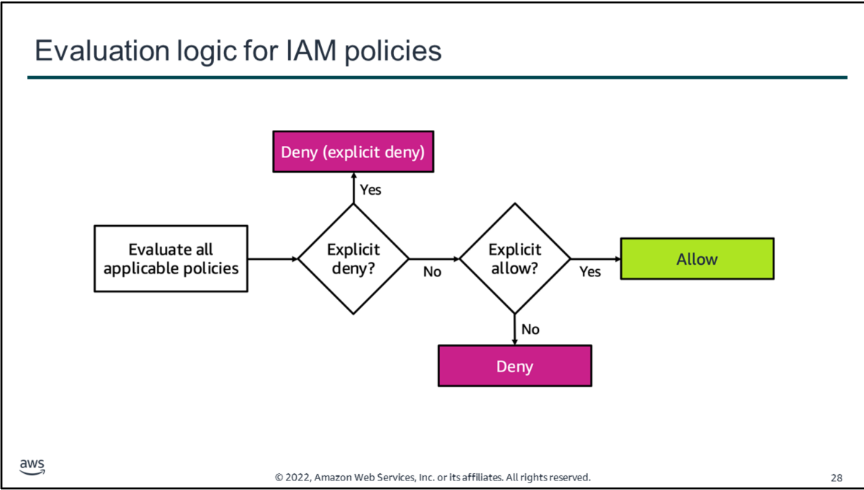 Evaluation logic for IAM policies
Deny (explicit deny)
Yes
Evaluate all
applicable policies
Explicit
deny?
No
Explicit
allow?
Yes
Allow
No
Deny
aws
© 2022, Amazon Web Services, Inc. or its affiliates. All rights reserved.
28